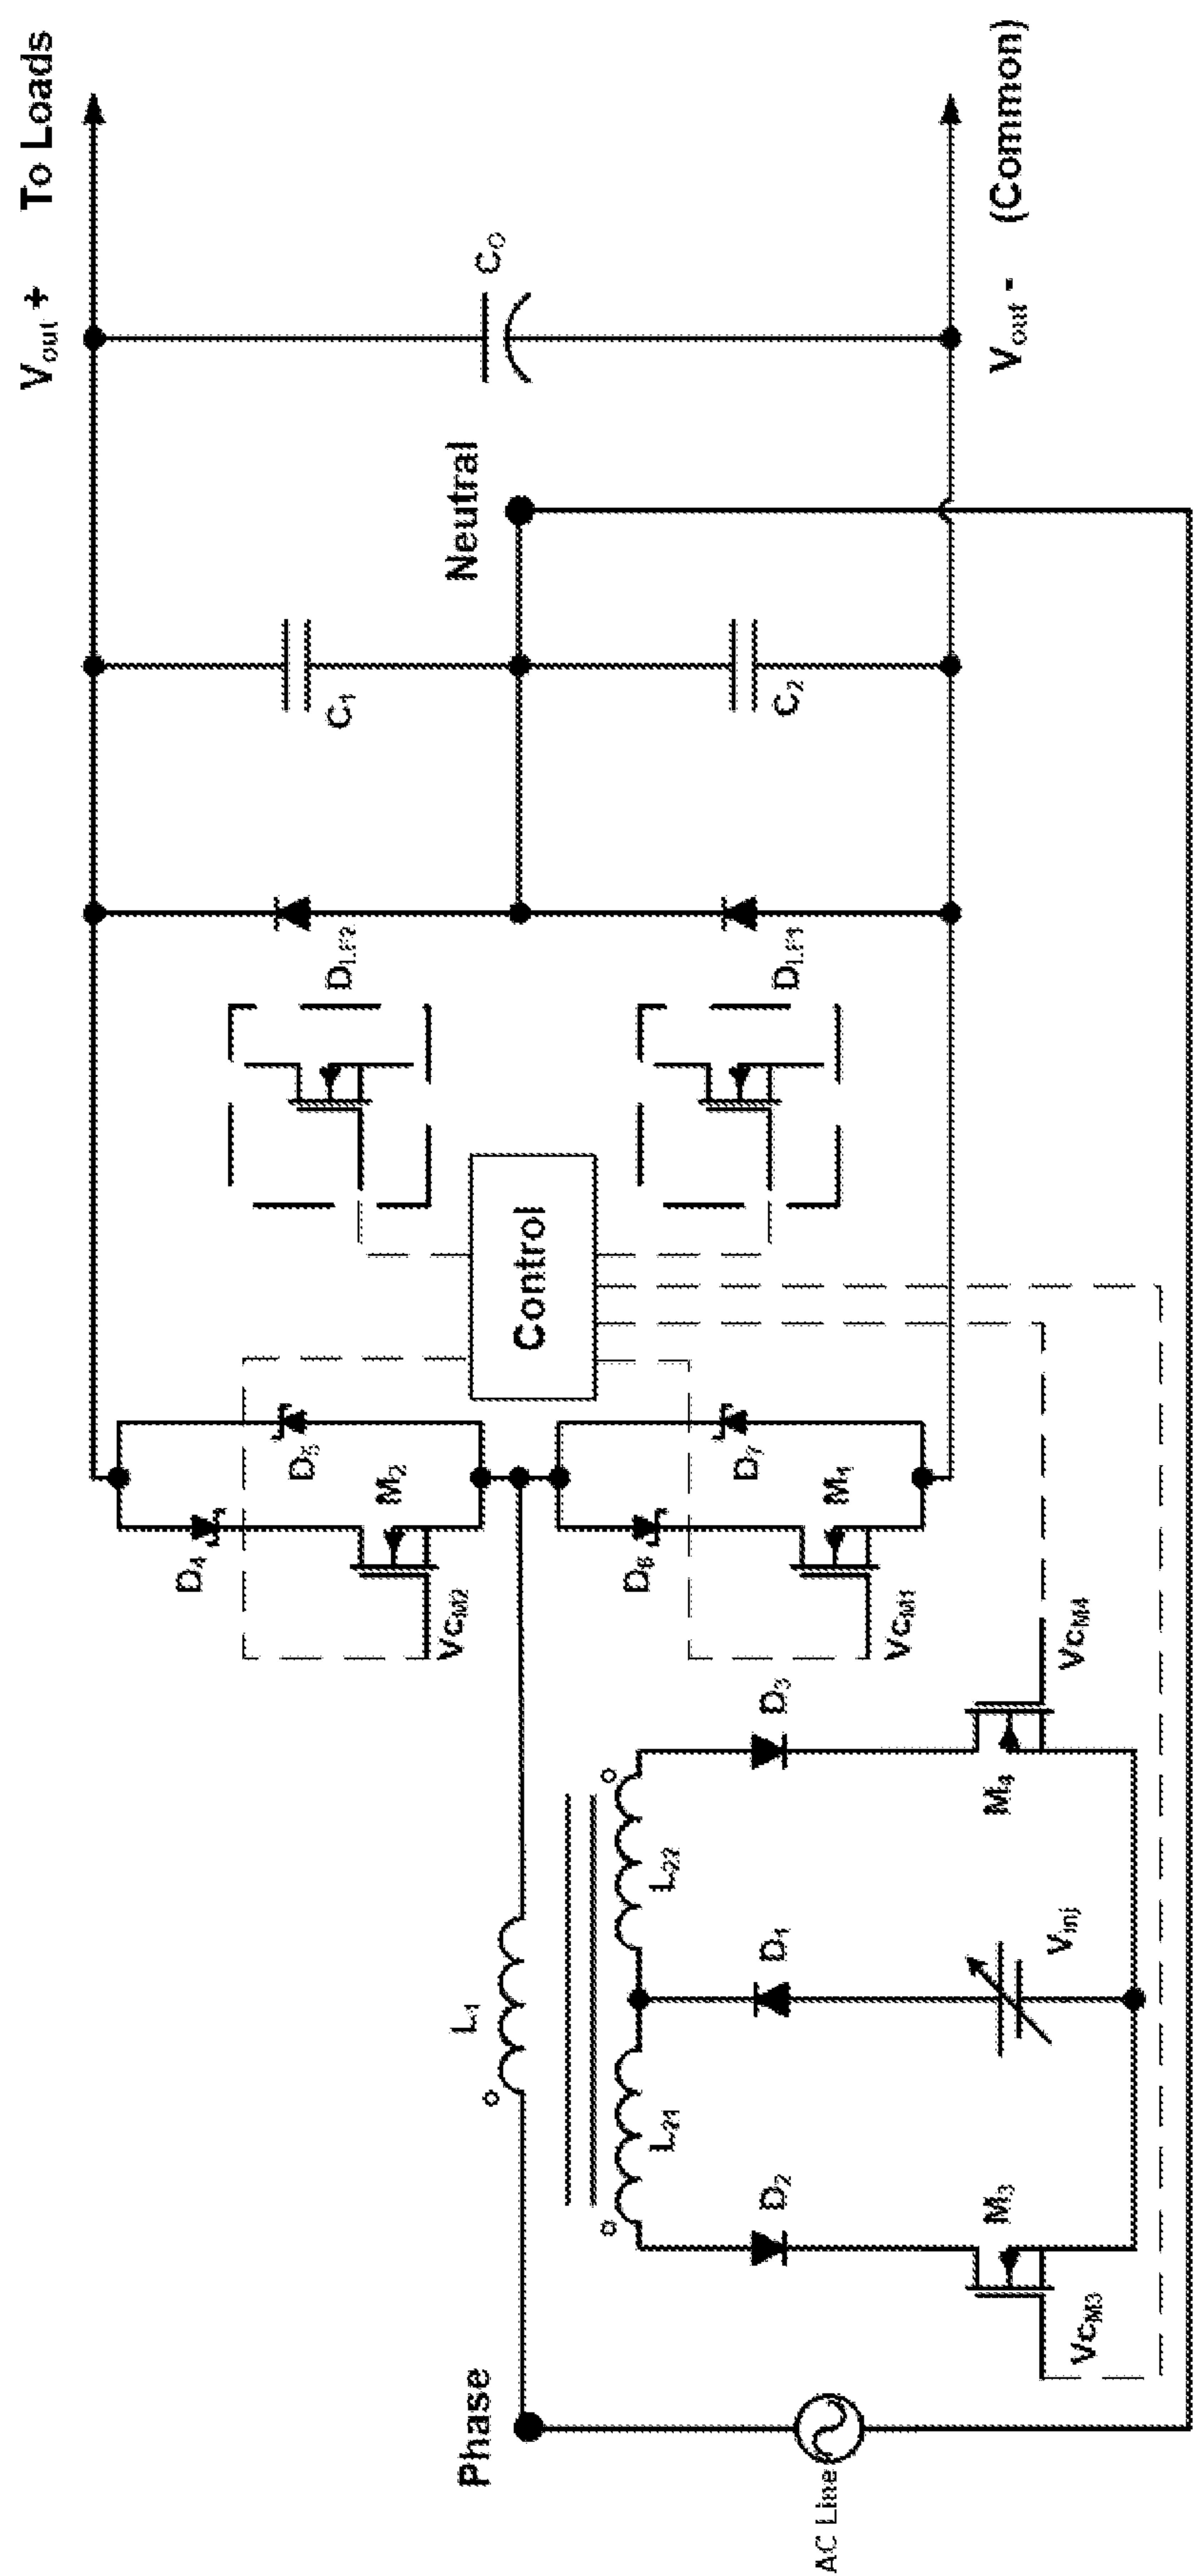 Vout + To Loads
CO
Neutral
Vout - (Common)
C1
C2
DLF2
DLF1
Control
D5
D4
M2
VCM2
D7
D6
M1
VCM1
VCM4
D3
M4
L1
L22
D1
Vinj
L21
D2
M3
VCM3
Phase
AC Line